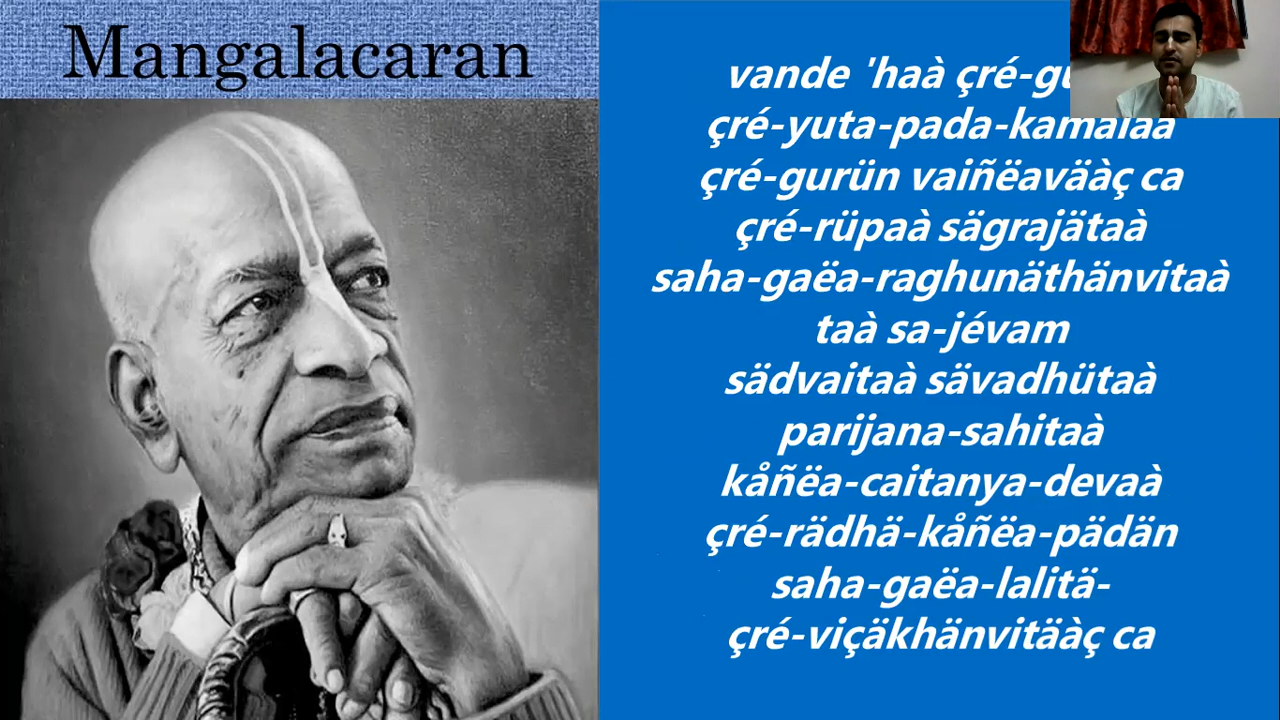 Mangalacaran
vande 'haà çré-gu
çré-yuta-pada-kamalaà
çré-gurün vaiñëaväàç ca
çré-rüpaà sägrajätaà
saha-gaëa-raghunäthänvitaà
taà sa-jévam
sädvaitaà sävadhütaà
parijana-sahitaà
kåñëa-caitanya-devaà
çré-rädhä-kåñëa-pädän
saha-gaëa-lalitä-
çré-viçäkhänvitäàç ca